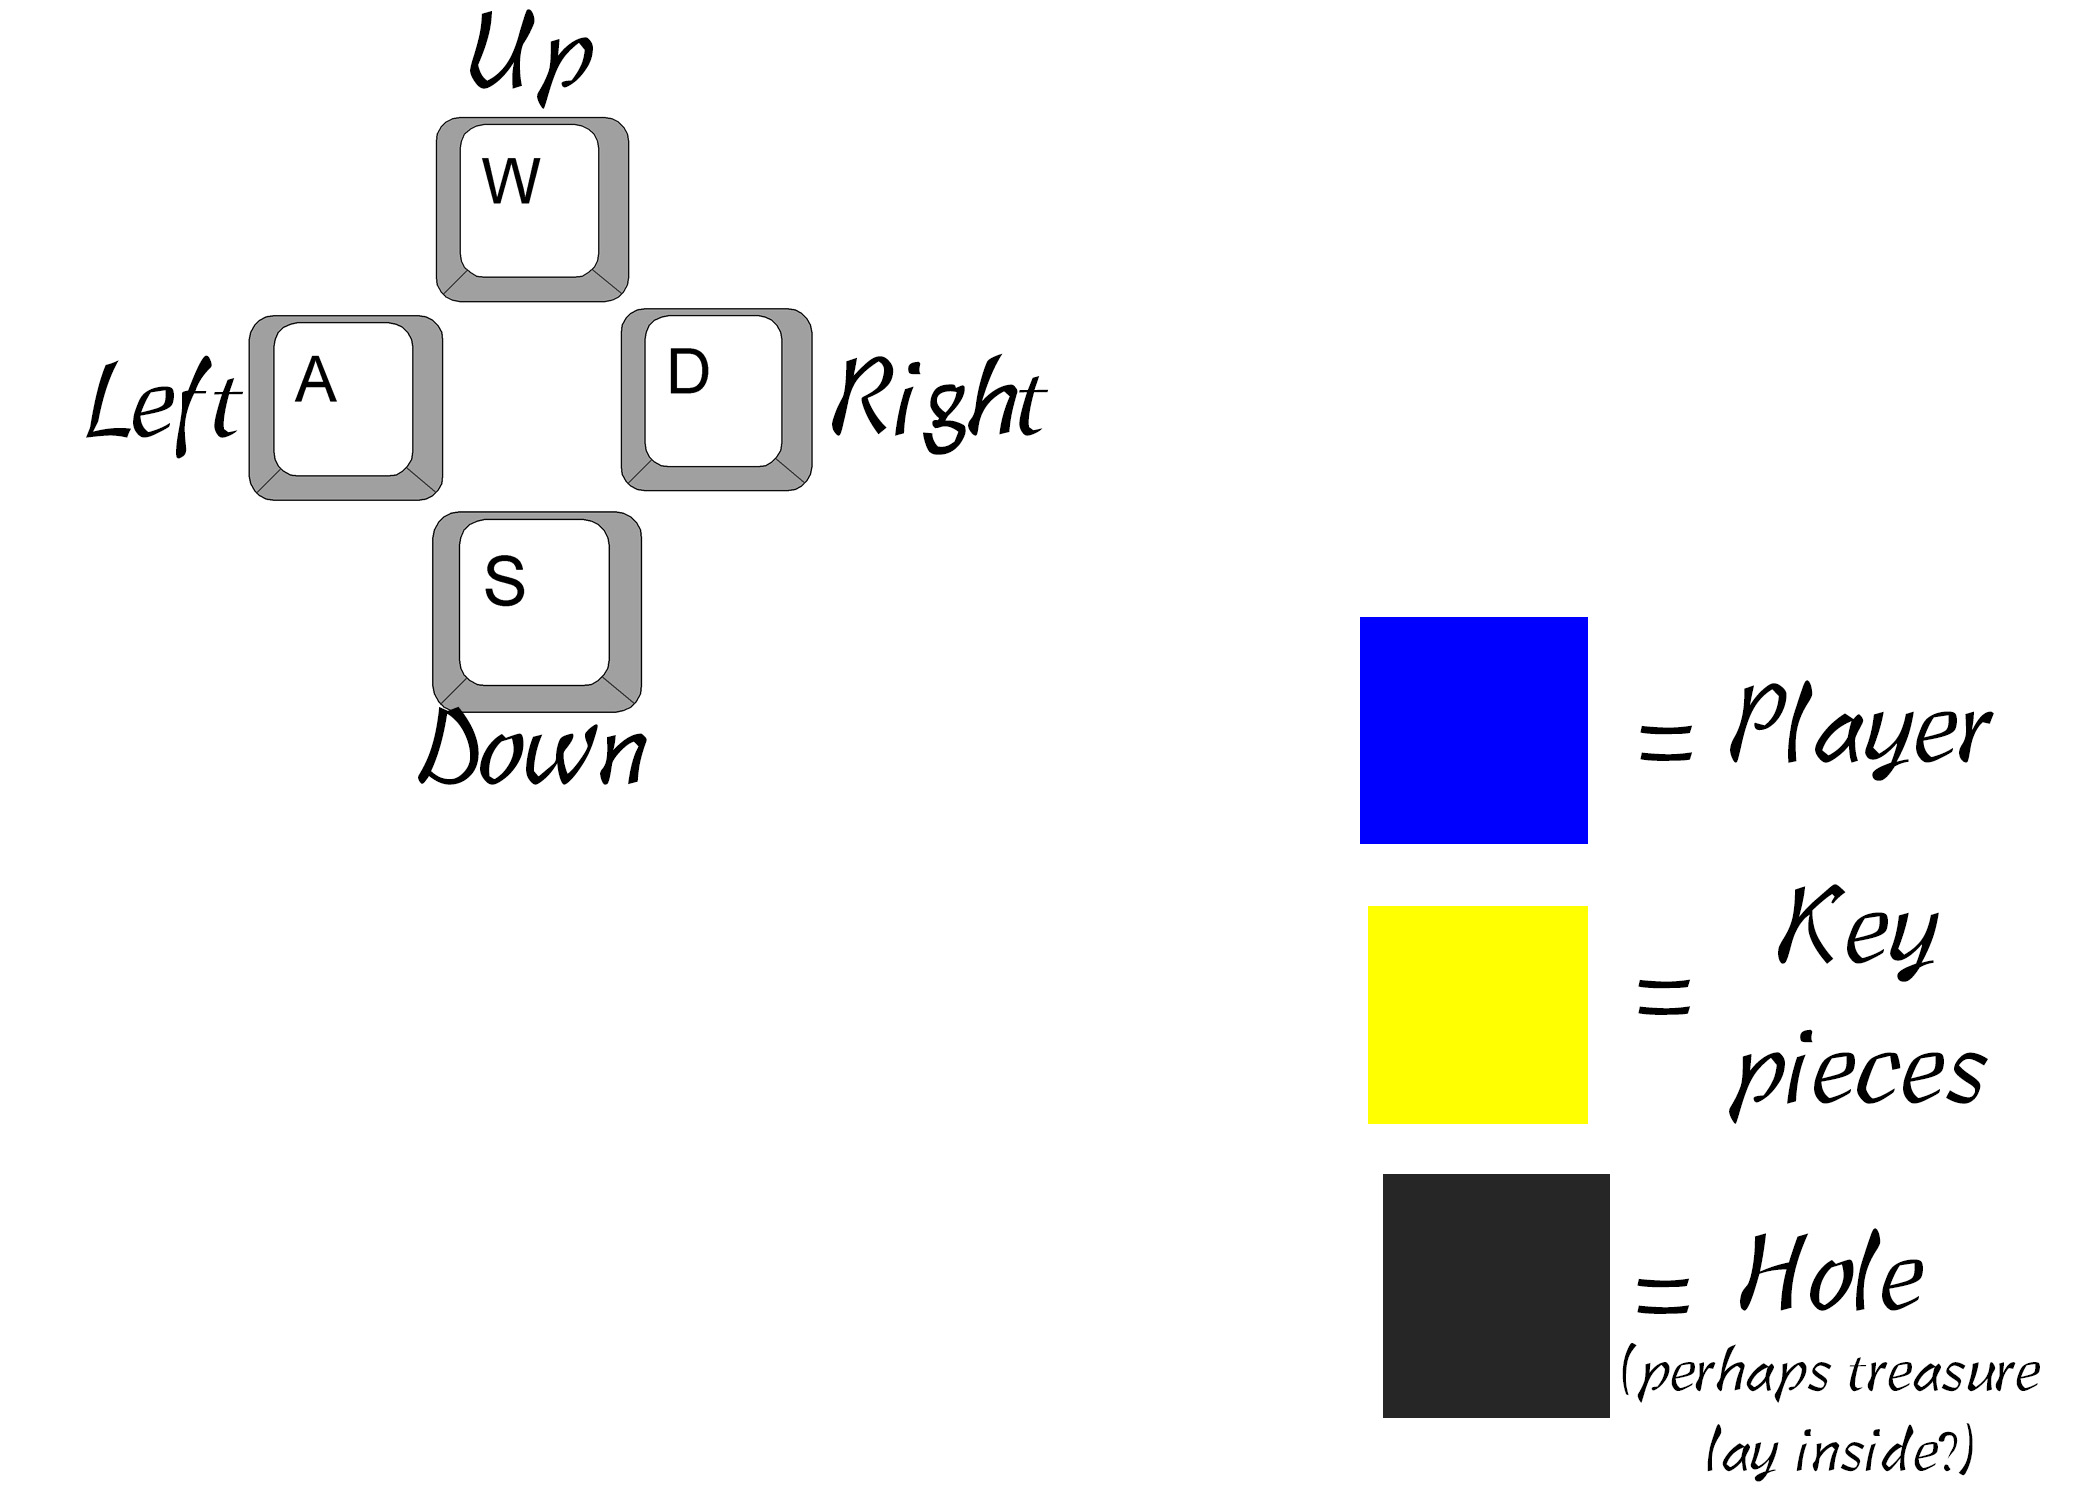 Up
W
Left A D Right
S
Down
= Player
= Key
pieces
= Hole
(perhaps treasure
lay inside?)